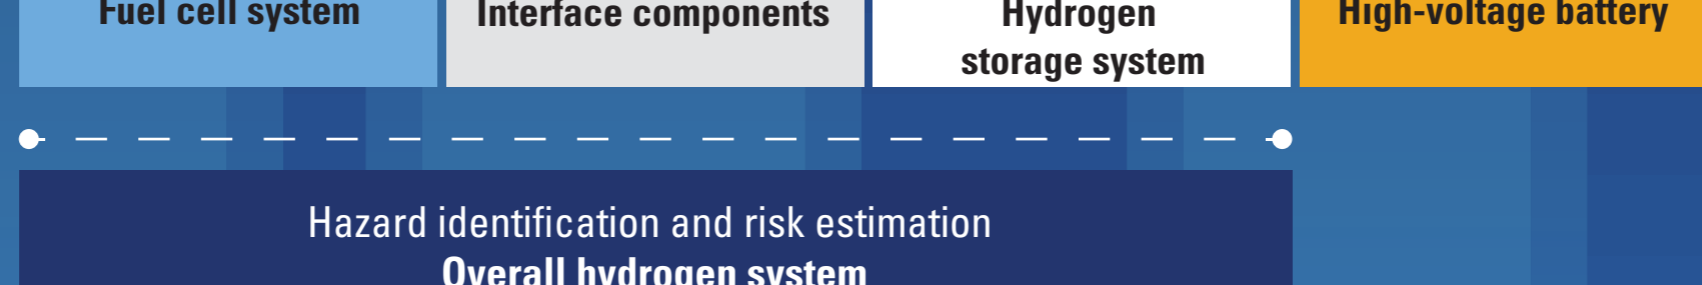 Fuel cell system
Interface components
Hydrogen
storage system
High-voltage battery
Hazard identification and risk estimation
Overall hydrogen system